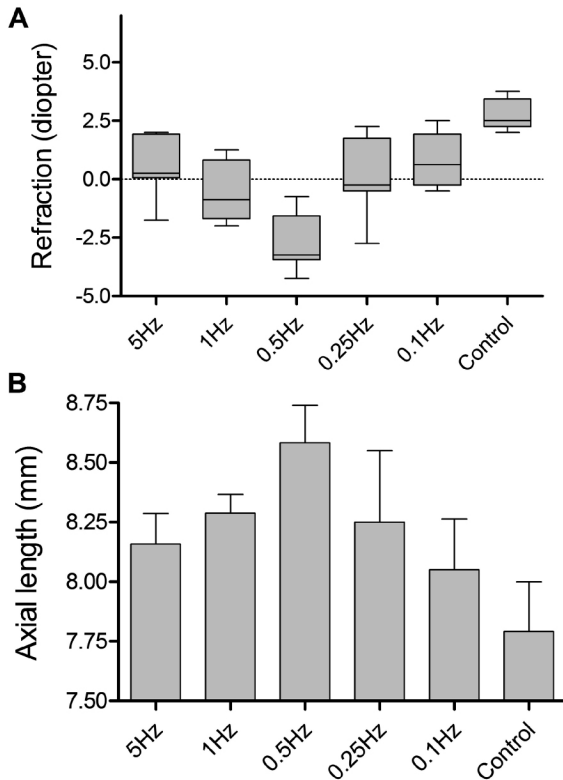 A
Refraction (diopter)
5.0
2.5
0.0
-2.5
-5.0
5Hz
1Hz
0.5Hz
0.25Hz
0.1Hz
Control
B
Axial length (mm)
8.75
8.50
8.25
8.00
7.75
7.50
5Hz
1Hz
0.5Hz
0.25Hz
0.1Hz
Control